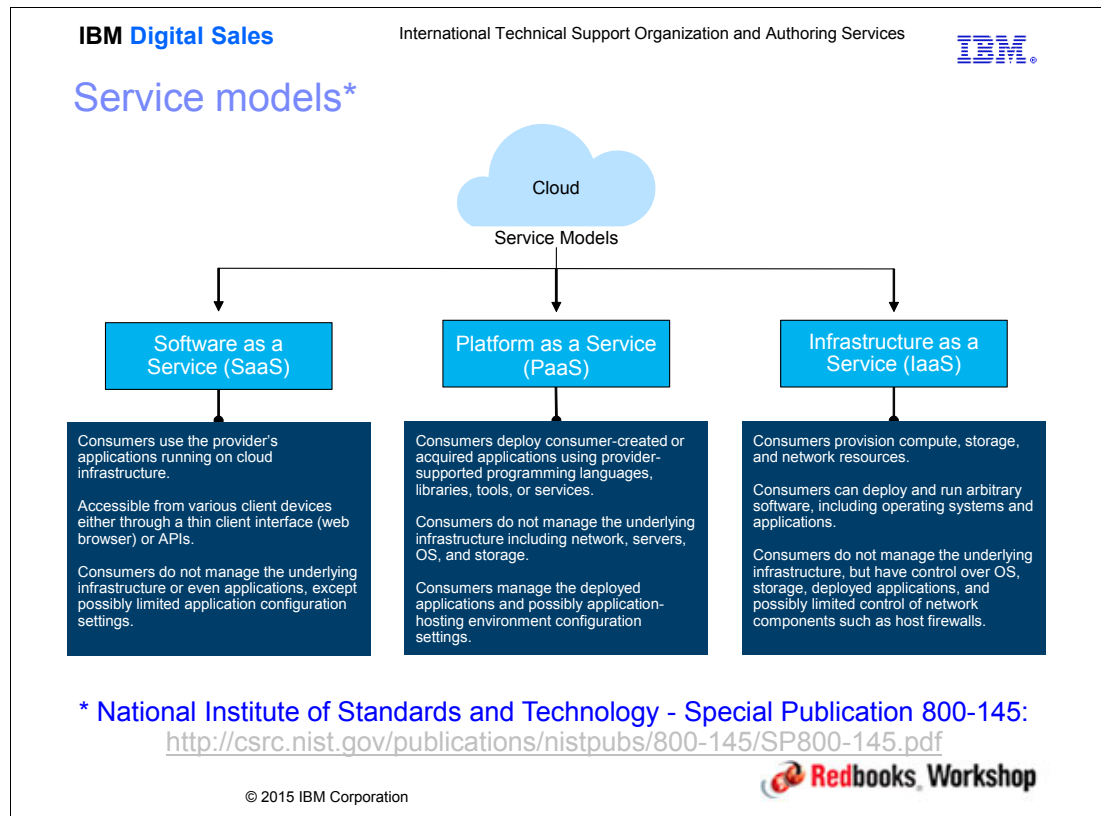 IBM Digital Sales
International Technical Support Organization and Authoring Services
IBM®
Service models*
Cloud
Service Models
Software as a
Service (SaaS)
Consumers use the provider’s
applications running on cloud
infrastructure.
Accessible from various client devices
either through a thin client interface (web
browser) or APIs.
Consumers do not manage the underlying
infrastructure or even applications, except
possibly limited application configuration
settings.
Platform as a Service
(PaaS)
Consumers deploy consumer-created or
acquired applications using provider-
supported programming languages,
libraries, tools, or services.
Consumers do not manage the underlying
infrastructure including network, servers,
OS, and storage.
Consumers manage the deployed
applications and possibly application-
hosting environment configuration
settings.
Infrastructure as a
Service (IaaS)
Consumers provision compute, storage,
and network resources.
Consumers can deploy and run arbitrary
software, including operating systems and
applications.
Consumers do not manage the underlying
infrastructure, but have control over OS,
storage, deployed applications, and
possibly limited control of network
components such as host firewalls.
* National Institute of Standards and Technology - Special Publication 800-145:
http://csrc.nist.gov/publications/nistpubs/800-145/SP800-145.pdf
© 2015 IBM Corporation
Redbooks® Workshop